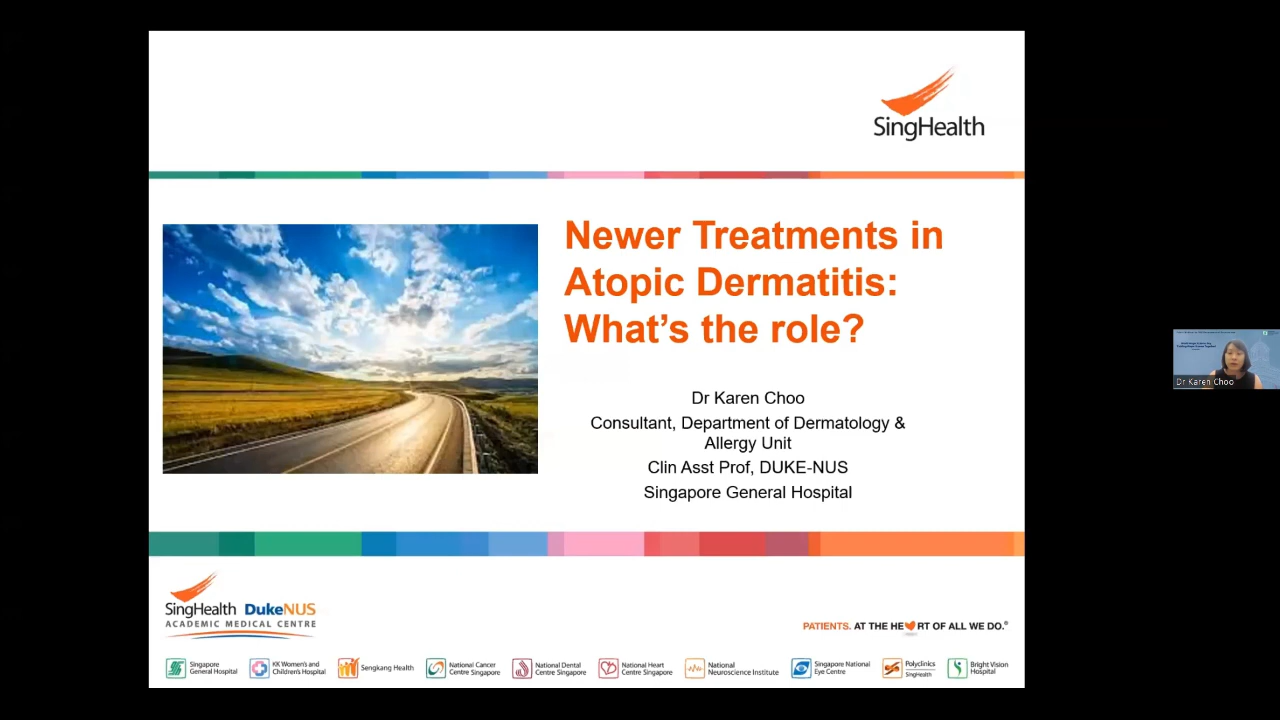 SingHealth
Newer Treatments in
Atopic Dermatitis:
What's the role?
Dr Karen Choo
Consultant, Department of Dermatology &
Allergy Unit
Clin Asst Prof, DUKE-NUS
Singapore General Hospital
Dr Karen Choo
SingHealth DukeNUS
ACADEMIC MEDICAL CENTRE
PATIENTS. AT THE HEART OF ALL WE DO.®
Singapore
General Hospital
KK Women's and
Children's Hospital
Sengkang Health
National Cancer
Centre Singapore
National Dental
Centre Singapore
National Heart
Centre Singapore
National
Neuroscience Institute
Singapore National
Eye Centre
Polyclinics
SingHealth
Bright Vision
Hospital